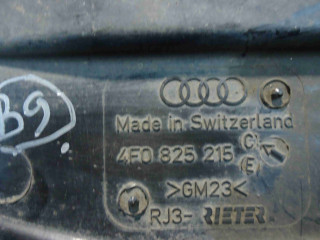 B9
Made in Switzerland
4F0 825 215 C
(E)
>GM23<
RJ3- RIETER